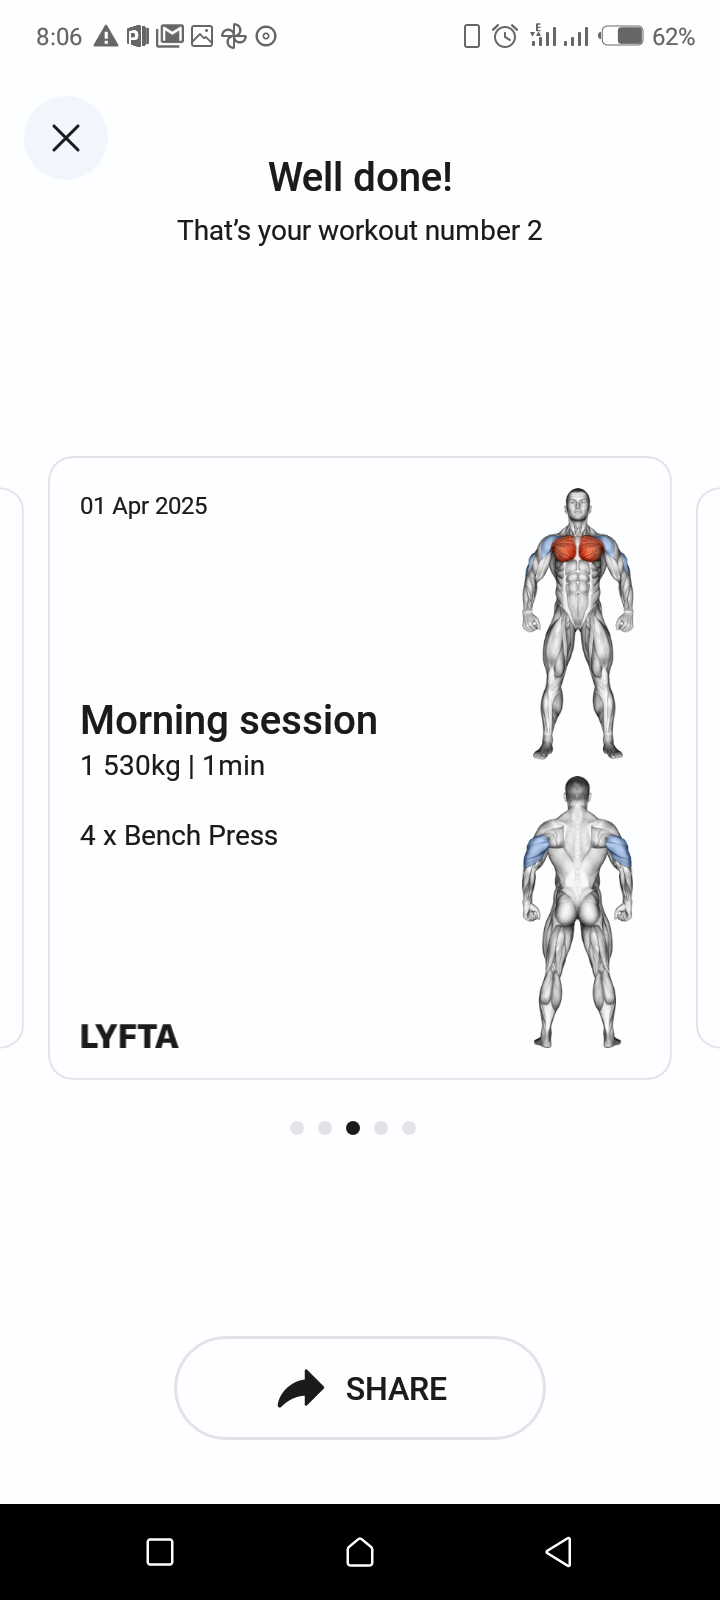 8:06
62%
Well done!
That’s your workout number 2
01 Apr 2025
Morning session
1 530kg | 1min
4 x Bench Press
LYFTA
SHARE